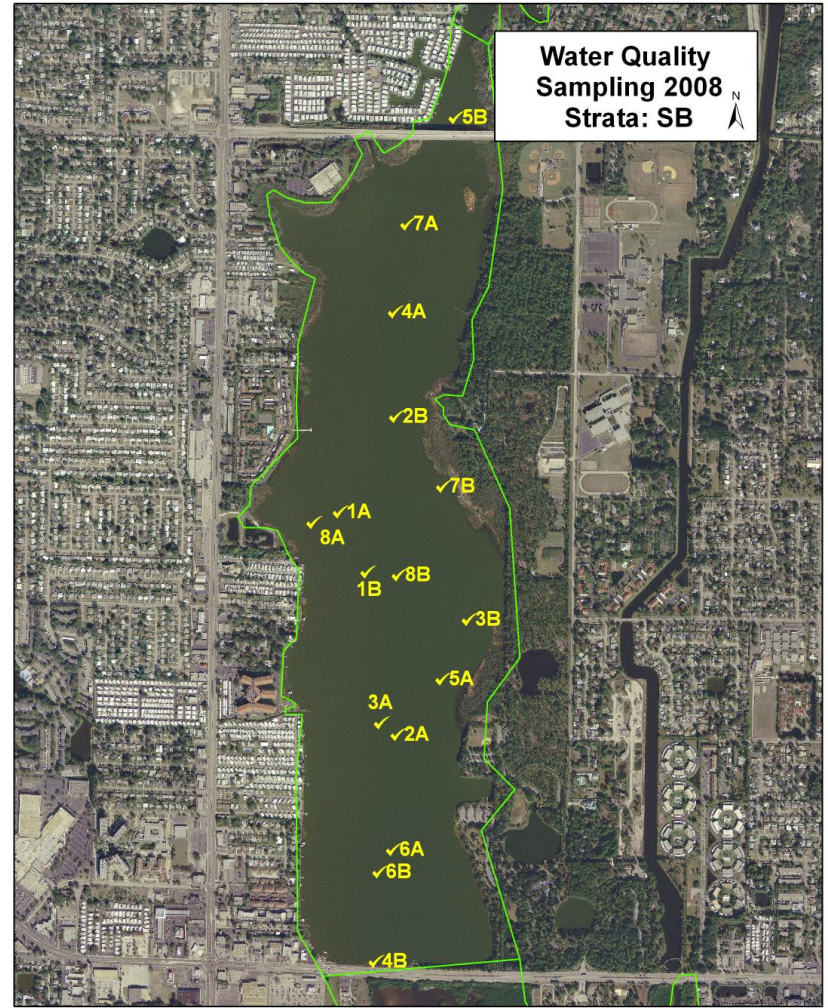 Water Quality
Sampling 2008
Strata: SB
N
5B
7A
4A
2B
7B
1A
8A
1B
8B
3B
5A
3A
2A
6A
6B
4B